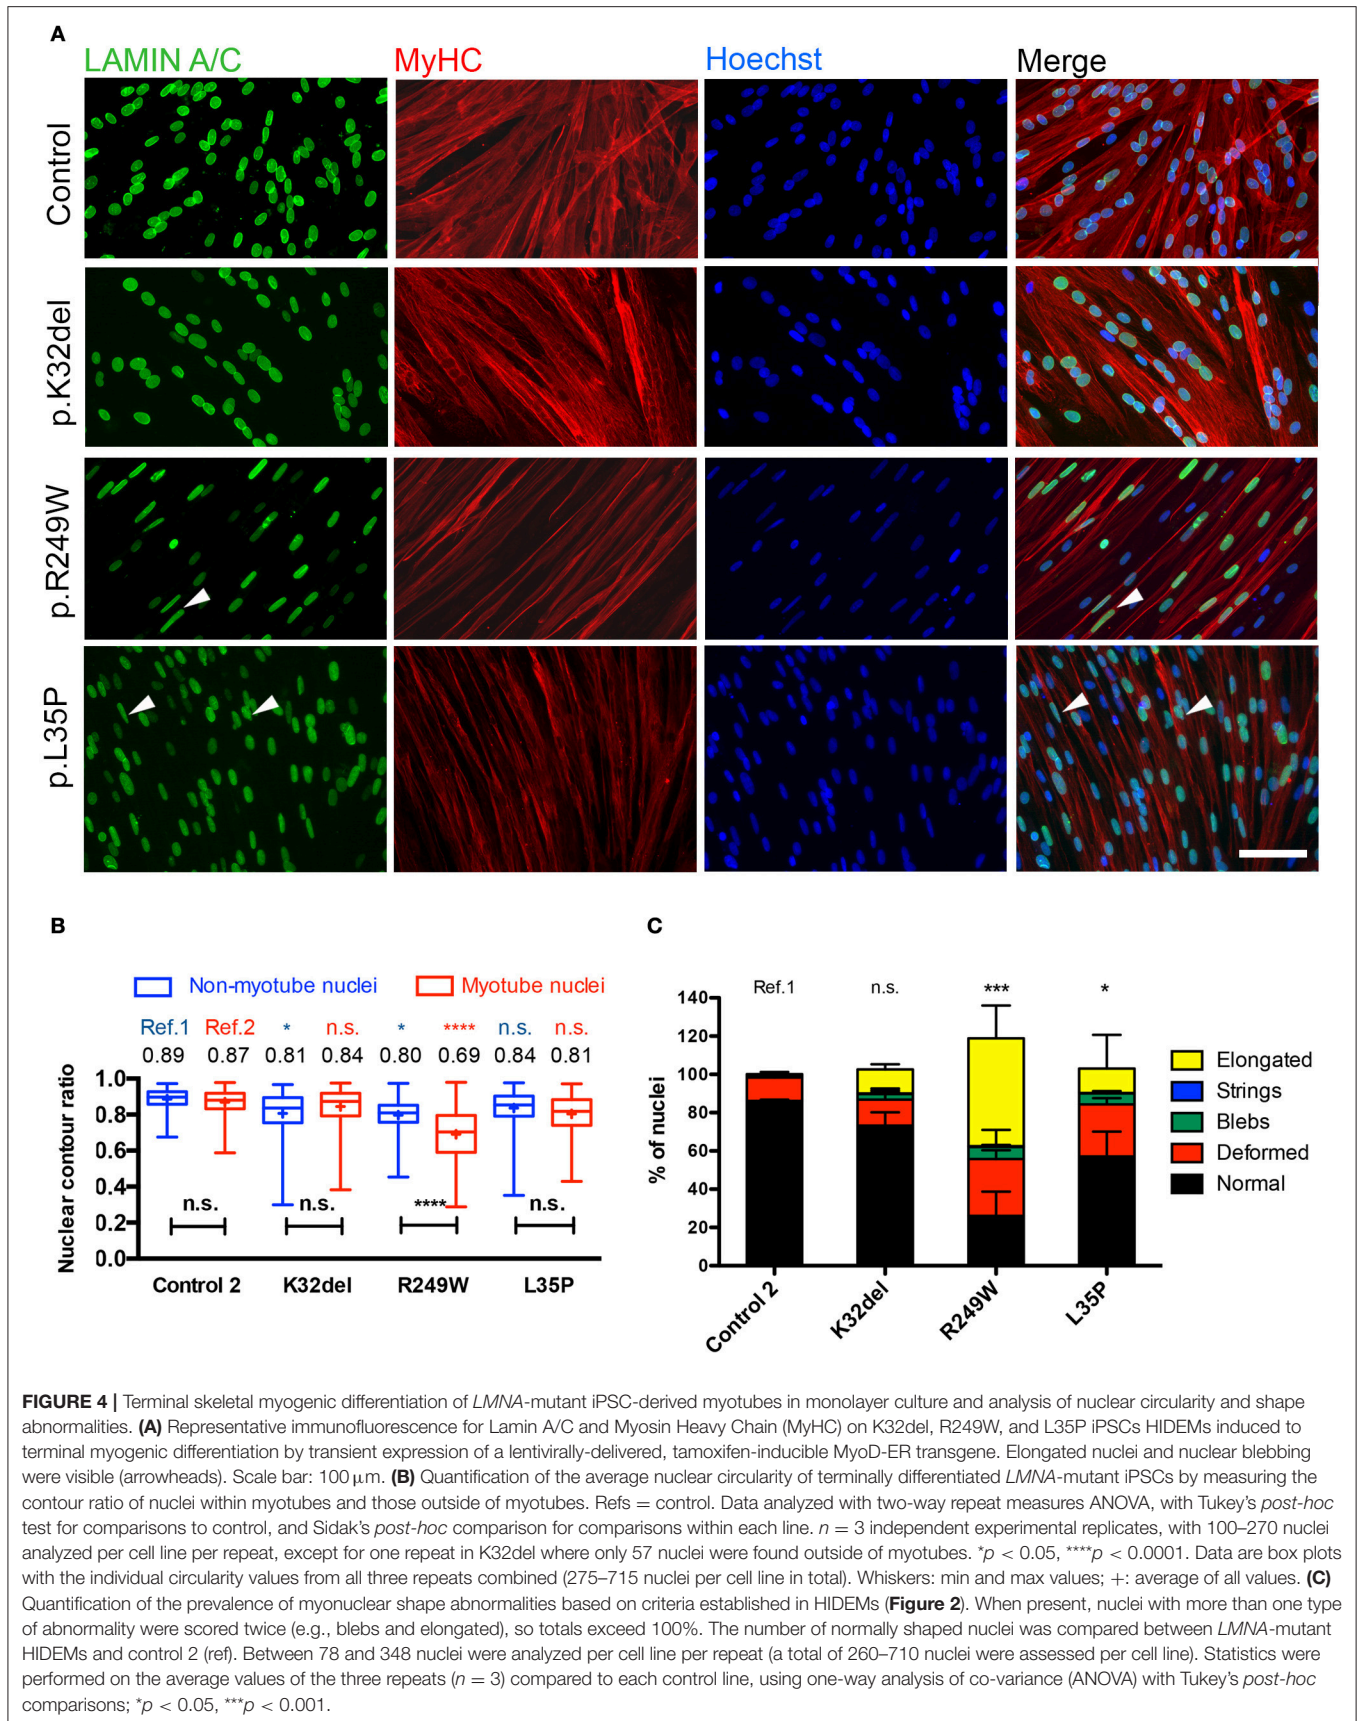 A
LAMIN A/C MyHC Hoechst Merge
Control
p.K32del
p.R249W
p.L35P
B
Non-myotube nuclei Myotube nuclei
Ref.1 Ref.2 * n.s. * **** n.s. n.s.
0.89 0.87 0.81 0.84 0.80 0.69 0.84 0.81
Nuclear contour ratio
1.0
0.8
0.6
0.4
0.2
0.0
n.s. n.s. **** n.s.
Control 2 K32del R249W L35P
C
Ref.1 n.s. *** *
% of nuclei
140
120
100
80
60
40
20
0
Control 2 K32del R249W L35P
Elongated
Strings
Blebs
Deformed
Normal
FIGURE 4 | Terminal skeletal myogenic differentiation of LMNA-mutant iPSC-derived myotubes in monolayer culture and analysis of nuclear circularity and shape
abnormalities. (A) Representative immunofluorescence for Lamin A/C and Myosin Heavy Chain (MyHC) on K32del, R249W, and L35P iPSCs HIDEMs induced to
terminal myogenic differentiation by transient expression of a lentivirally-delivered, tamoxifen-inducible MyoD-ER transgene. Elongated nuclei and nuclear blebbing
were visible (arrowheads). Scale bar: 100 μm. (B) Quantification of the average nuclear circularity of terminally differentiated LMNA-mutant iPSCs by measuring the
contour ratio of nuclei within myotubes and those outside of myotubes. Refs = control. Data analyzed with two-way repeat measures ANOVA, with Tukey's post-hoc
test for comparisons to control, and Sidak's post-hoc comparison for comparisons within each line. n = 3 independent experimental replicates, with 100–270 nuclei
analyzed per cell line per repeat, except for one repeat in K32del where only 57 nuclei were found outside of myotubes. *p < 0.05, ****p < 0.0001. Data are box plots
with the individual circularity values from all three repeats combined (275–715 nuclei per cell line in total). Whiskers: min and max values; +: average of all values. (C)
Quantification of the prevalence of myonuclear shape abnormalities based on criteria established in HIDEMs (Figure 2). When present, nuclei with more than one type
of abnormality were scored twice (e.g., blebs and elongated), so totals exceed 100%. The number of normally shaped nuclei was compared between LMNA-mutant
HIDEMs and control 2 (ref). Between 78 and 348 nuclei were analyzed per cell line per repeat (a total of 260–710 nuclei were assessed per cell line). Statistics were
performed on the average values of the three repeats (n = 3) compared to each control line, using one-way analysis of co-variance (ANOVA) with Tukey's post-hoc
comparisons; *p < 0.05, ***p < 0.001.